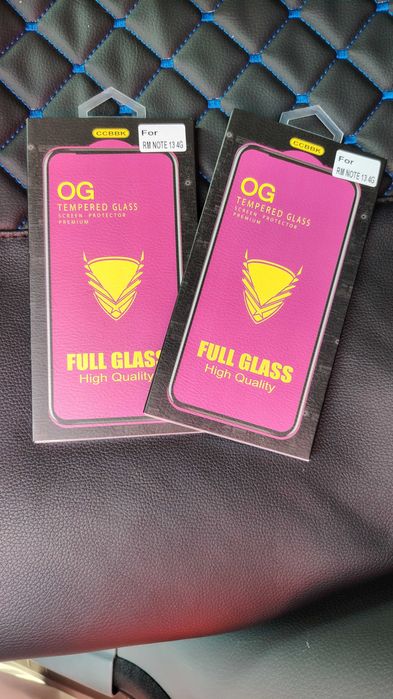 CCBBK
For
RM NOTE 13 4G
OG
TEMPERED GLASS
SCREEN PROTECTOR
PREMIUM
FULL GLASS
High Quality
CCBBK
For
RM NOTE 13 4G
OG
TEMPERED GLASS
SCREEN PROTECTOR
PREMIUM
FULL GLASS
High Quality